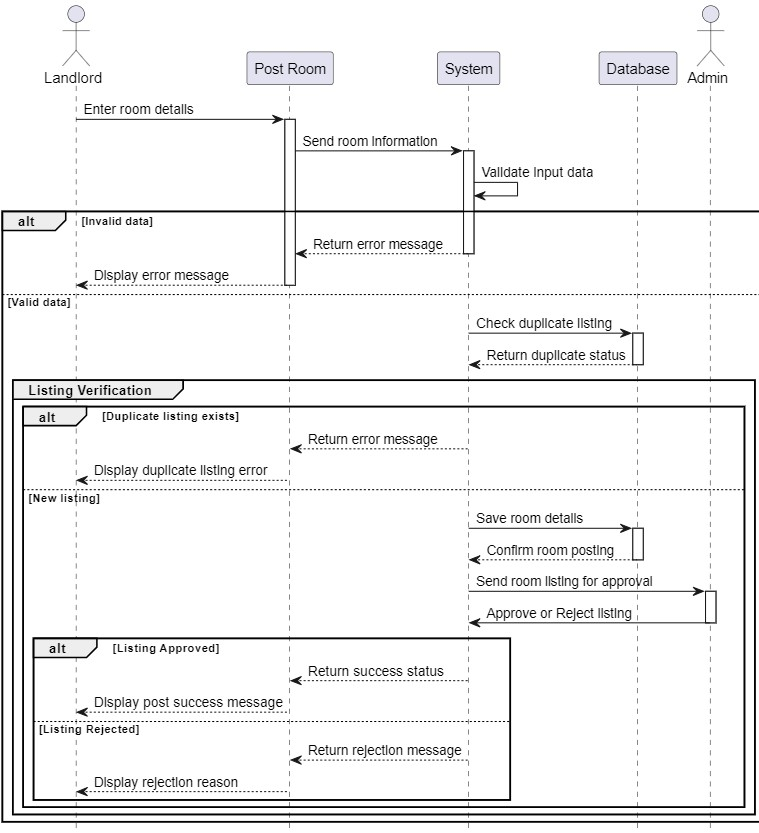 Landlord
Post Room
System
Database
Admin
Enter room details
Send room information
Validate input data
alt
[Invalid data]
Return error message
Display error message
[Valid data]
Check duplicate listing
Return duplicate status
Listing Verification
alt
[Duplicate listing exists]
Return error message
Display duplicate listing error
[New listing]
Save room details
Confirm room posting
Send room listing for approval
Approve or Reject listing
alt
[Listing Approved]
Return success status
Display post success message
[Listing Rejected]
Return rejection message
Display rejection reason